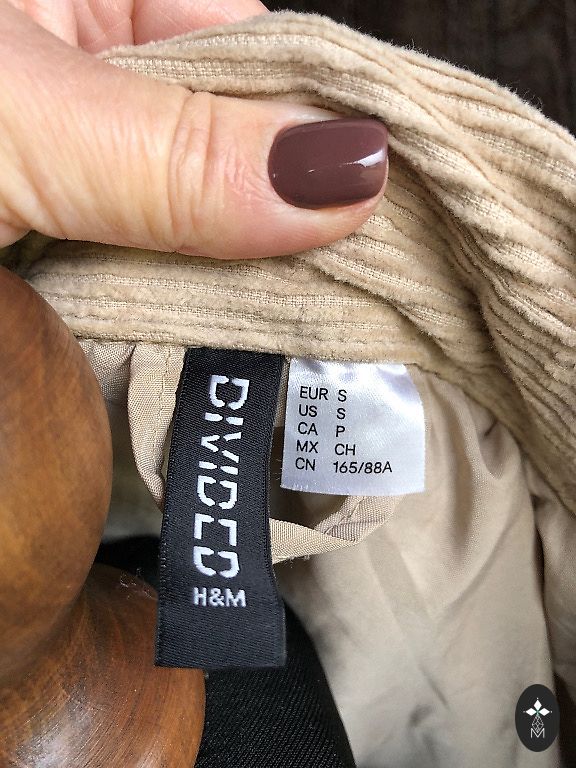 DIVIDED
H&M
EUR S
US S
CA P
MX CH
CN 165/88A
M